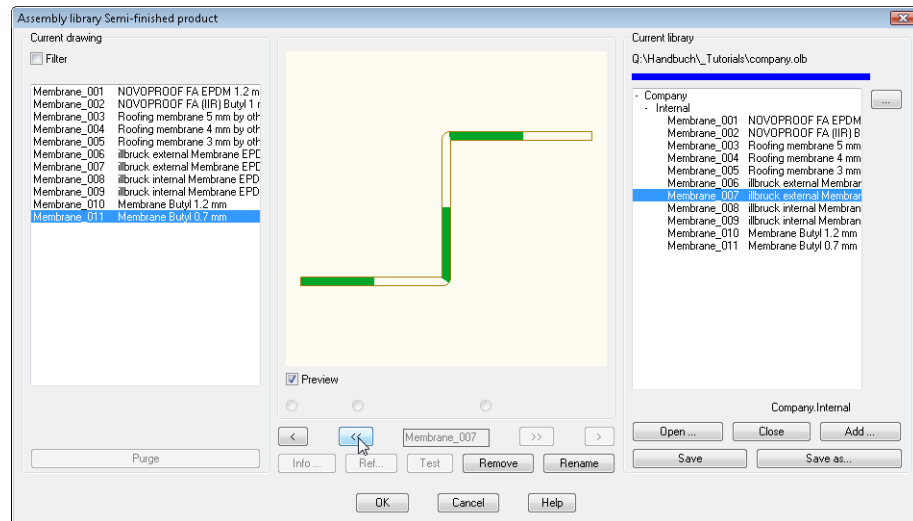 Assembly library Semi-finished product
Current drawing
Filter
Membrane_001 NOVOPROOF FA EPDM 1.2 m
Membrane_002 NOVOPROOF FA (IIR) Butyl 1 r
Membrane_003 Roofing membrane 5 mm by oth
Membrane_004 Roofing membrane 4 mm by oth
Membrane_005 Roofing membrane 3 mm by oth
Membrane_006 illbruck external Membrane EPD
Membrane_007 illbruck external Membrane EPC
Membrane_008 illbruck internal Membrane EPD
Membrane_009 illbruck internal Membrane EPD
Membrane_010 Membrane Butyl 1.2 mm
Membrane_011 Membrane Butyl 0.7 mm
Purge
Preview
< << Membrane_007 >> >
Info ... Ref... Test Remove Rename
OK Cancel Help
Current library
Q:\Handbuch\_Tutorials\company.olb
...
- Company
- Internal
Membrane_001 NOVOPROOF FA EPDM
Membrane_002 NOVOPROOF FA (IIR) B
Membrane_003 Roofing membrane 5 mm
Membrane_004 Roofing membrane 4 mm
Membrane_005 Roofing membrane 3 mm
Membrane_006 illbruck external Membrar
Membrane_007 illbruck external Membrar
Membrane_008 illbruck internal Membran
Membrane_009 illbruck internal Membran
Membrane_010 Membrane Butyl 1.2 mm
Membrane_011 Membrane Butyl 0.7 mm
Company.Internal
Open ... Close Add ...
Save Save as...